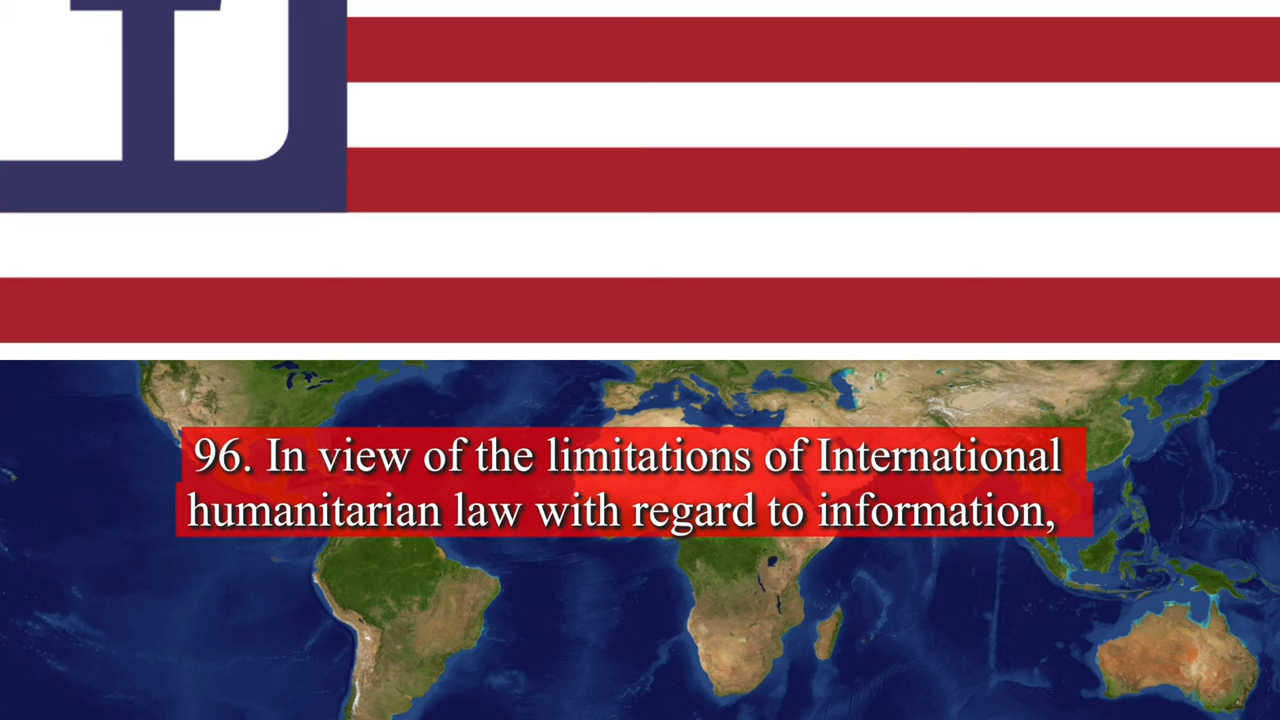 96. In view of the limitations of International
humanitarian law with regard to information,